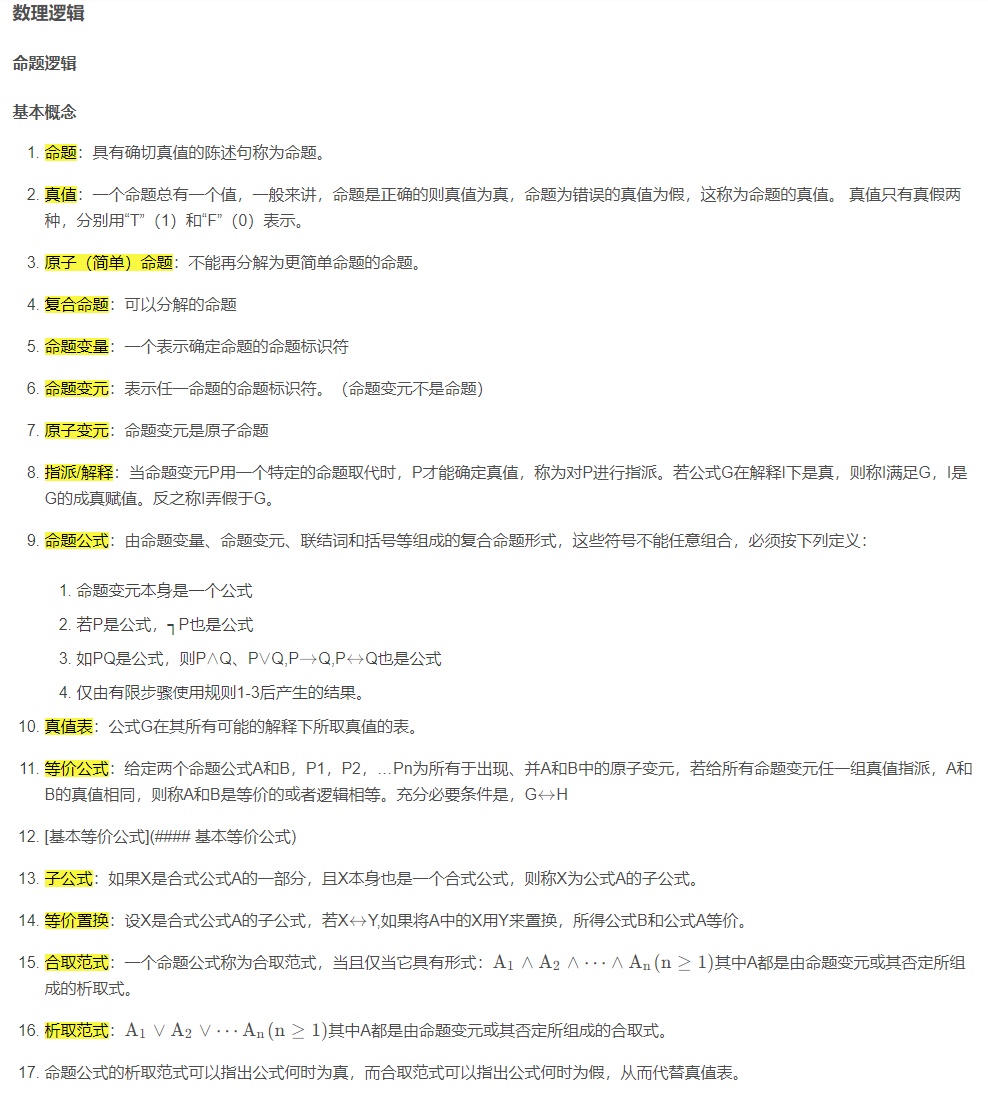 数理逻辑
命题逻辑
基本概念
1. 命题：具有确切真值的陈述句称为命题。
2. 真值：一个命题总有一个值，一般来讲，命题是正确的则真值为真，命题为错误的真值为假，这称为命题的真值。 真值只有真假两
种，分别用“T”（1）和“F”（0）表示。
3. 原子（简单）命题：不能再分解为更简单命题的命题。
4. 复合命题：可以分解的命题
5. 命题变量：一个表示确定命题的命题标识符
6. 命题变元：表示任一命题的命题标识符。（命题变元不是命题）
7. 原子变元：命题变元是原子命题
8. 指派/解释：当命题变元P用一个特定的命题取代时，P才能确定真值，称为对P进行指派。若公式G在解释I下是真，则称I满足G，I是
G的成真赋值。反之称I弄假于G。
9. 命题公式：由命题变量、命题变元、联结词和括号等组成的复合命题形式，这些符号不能任意组合，必须按下列定义：
1. 命题变元本身是一个公式
2. 若P是公式，┓P也是公式
3. 如PQ是公式，则P∧Q、P∨Q,P→Q,P↔Q也是公式
4. 仅由有限步骤使用规则1-3后产生的结果。
10. 真值表：公式G在其所有可能的解释下所取真值的表。
11. 等价公式：给定两个命题公式A和B，P1，P2，…Pn为所有于出现、并A和B中的原子变元，若给所有命题变元任一组真值指派，A和
B的真值相同，则称A和B是等价的或者逻辑相等。充分必要条件是，G↔H
12. [基本等价公式](#### 基本等价公式)
13. 子公式：如果X是合式公式A的一部分，且X本身也是一个合式公式，则称X为公式A的子公式。
14. 等价置换：设X是合式公式A的子公式，若X↔Y,如果将A中的X用Y来置换，所得公式B和公式A等价。
15. 合取范式：一个命题公式称为合取范式，当且仅当它具有形式：A₁ ∧ A₂ ∧ ⋯ ∧ Aₙ(n ≥ 1)其中A都是由命题变元或其否定所组
成的析取式。
16. 析取范式：A₁ ∨ A₂ ∨ ⋯ Aₙ(n ≥ 1)其中A都是由命题变元或其否定所组成的合取式。
17. 命题公式的析取范式可以指出公式何时为真，而合取范式可以指出公式何时为假，从而代替真值表。